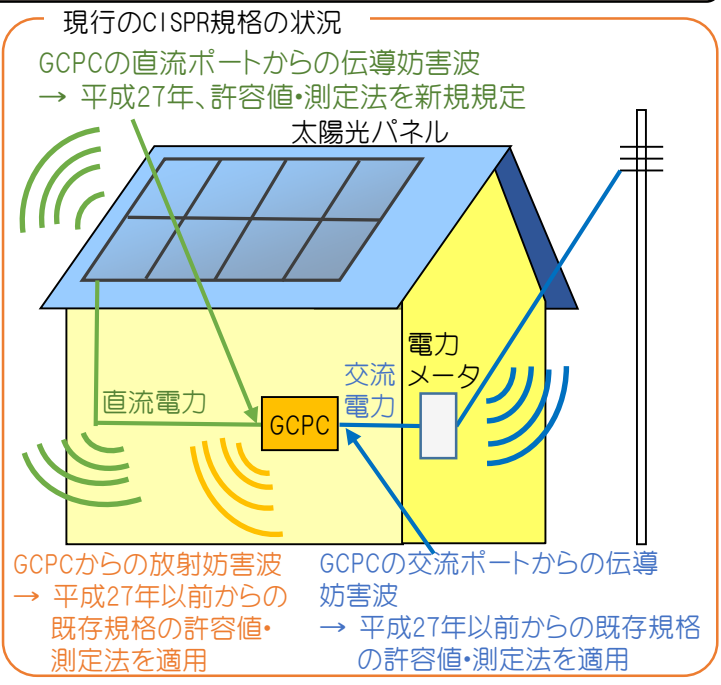 現行のCISPR規格の状況
GCPCの直流ポートからの伝導妨害波
→ 平成27年、許容値・測定法を新規規定
太陽光パネル
電力
メータ
交流
電力
直流電力
GCPC
GCPCからの放射妨害波
→ 平成27年以前からの
既存規格の許容値・
測定法を適用
GCPCの交流ポートからの伝導
妨害波
→ 平成27年以前からの既存規格
の許容値・測定法を適用